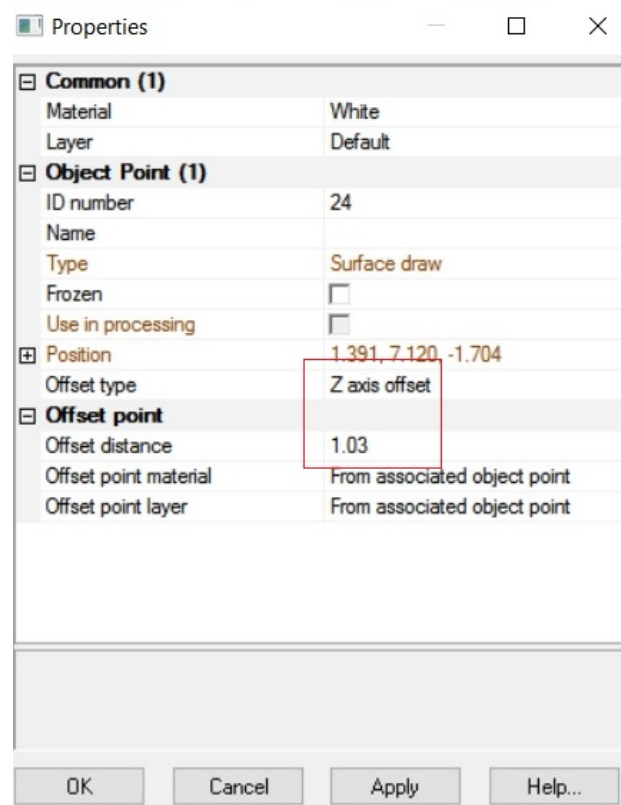 Properties
Common (1)
Material White
Layer Default
Object Point (1)
ID number 24
Name
Type Surface draw
Frozen
Use in processing
Position 1.391, 7.120, -1.704
Offset type Z axis offset
Offset point
Offset distance 1.03
Offset point material From associated object point
Offset point layer From associated object point
OK Cancel Apply Help...